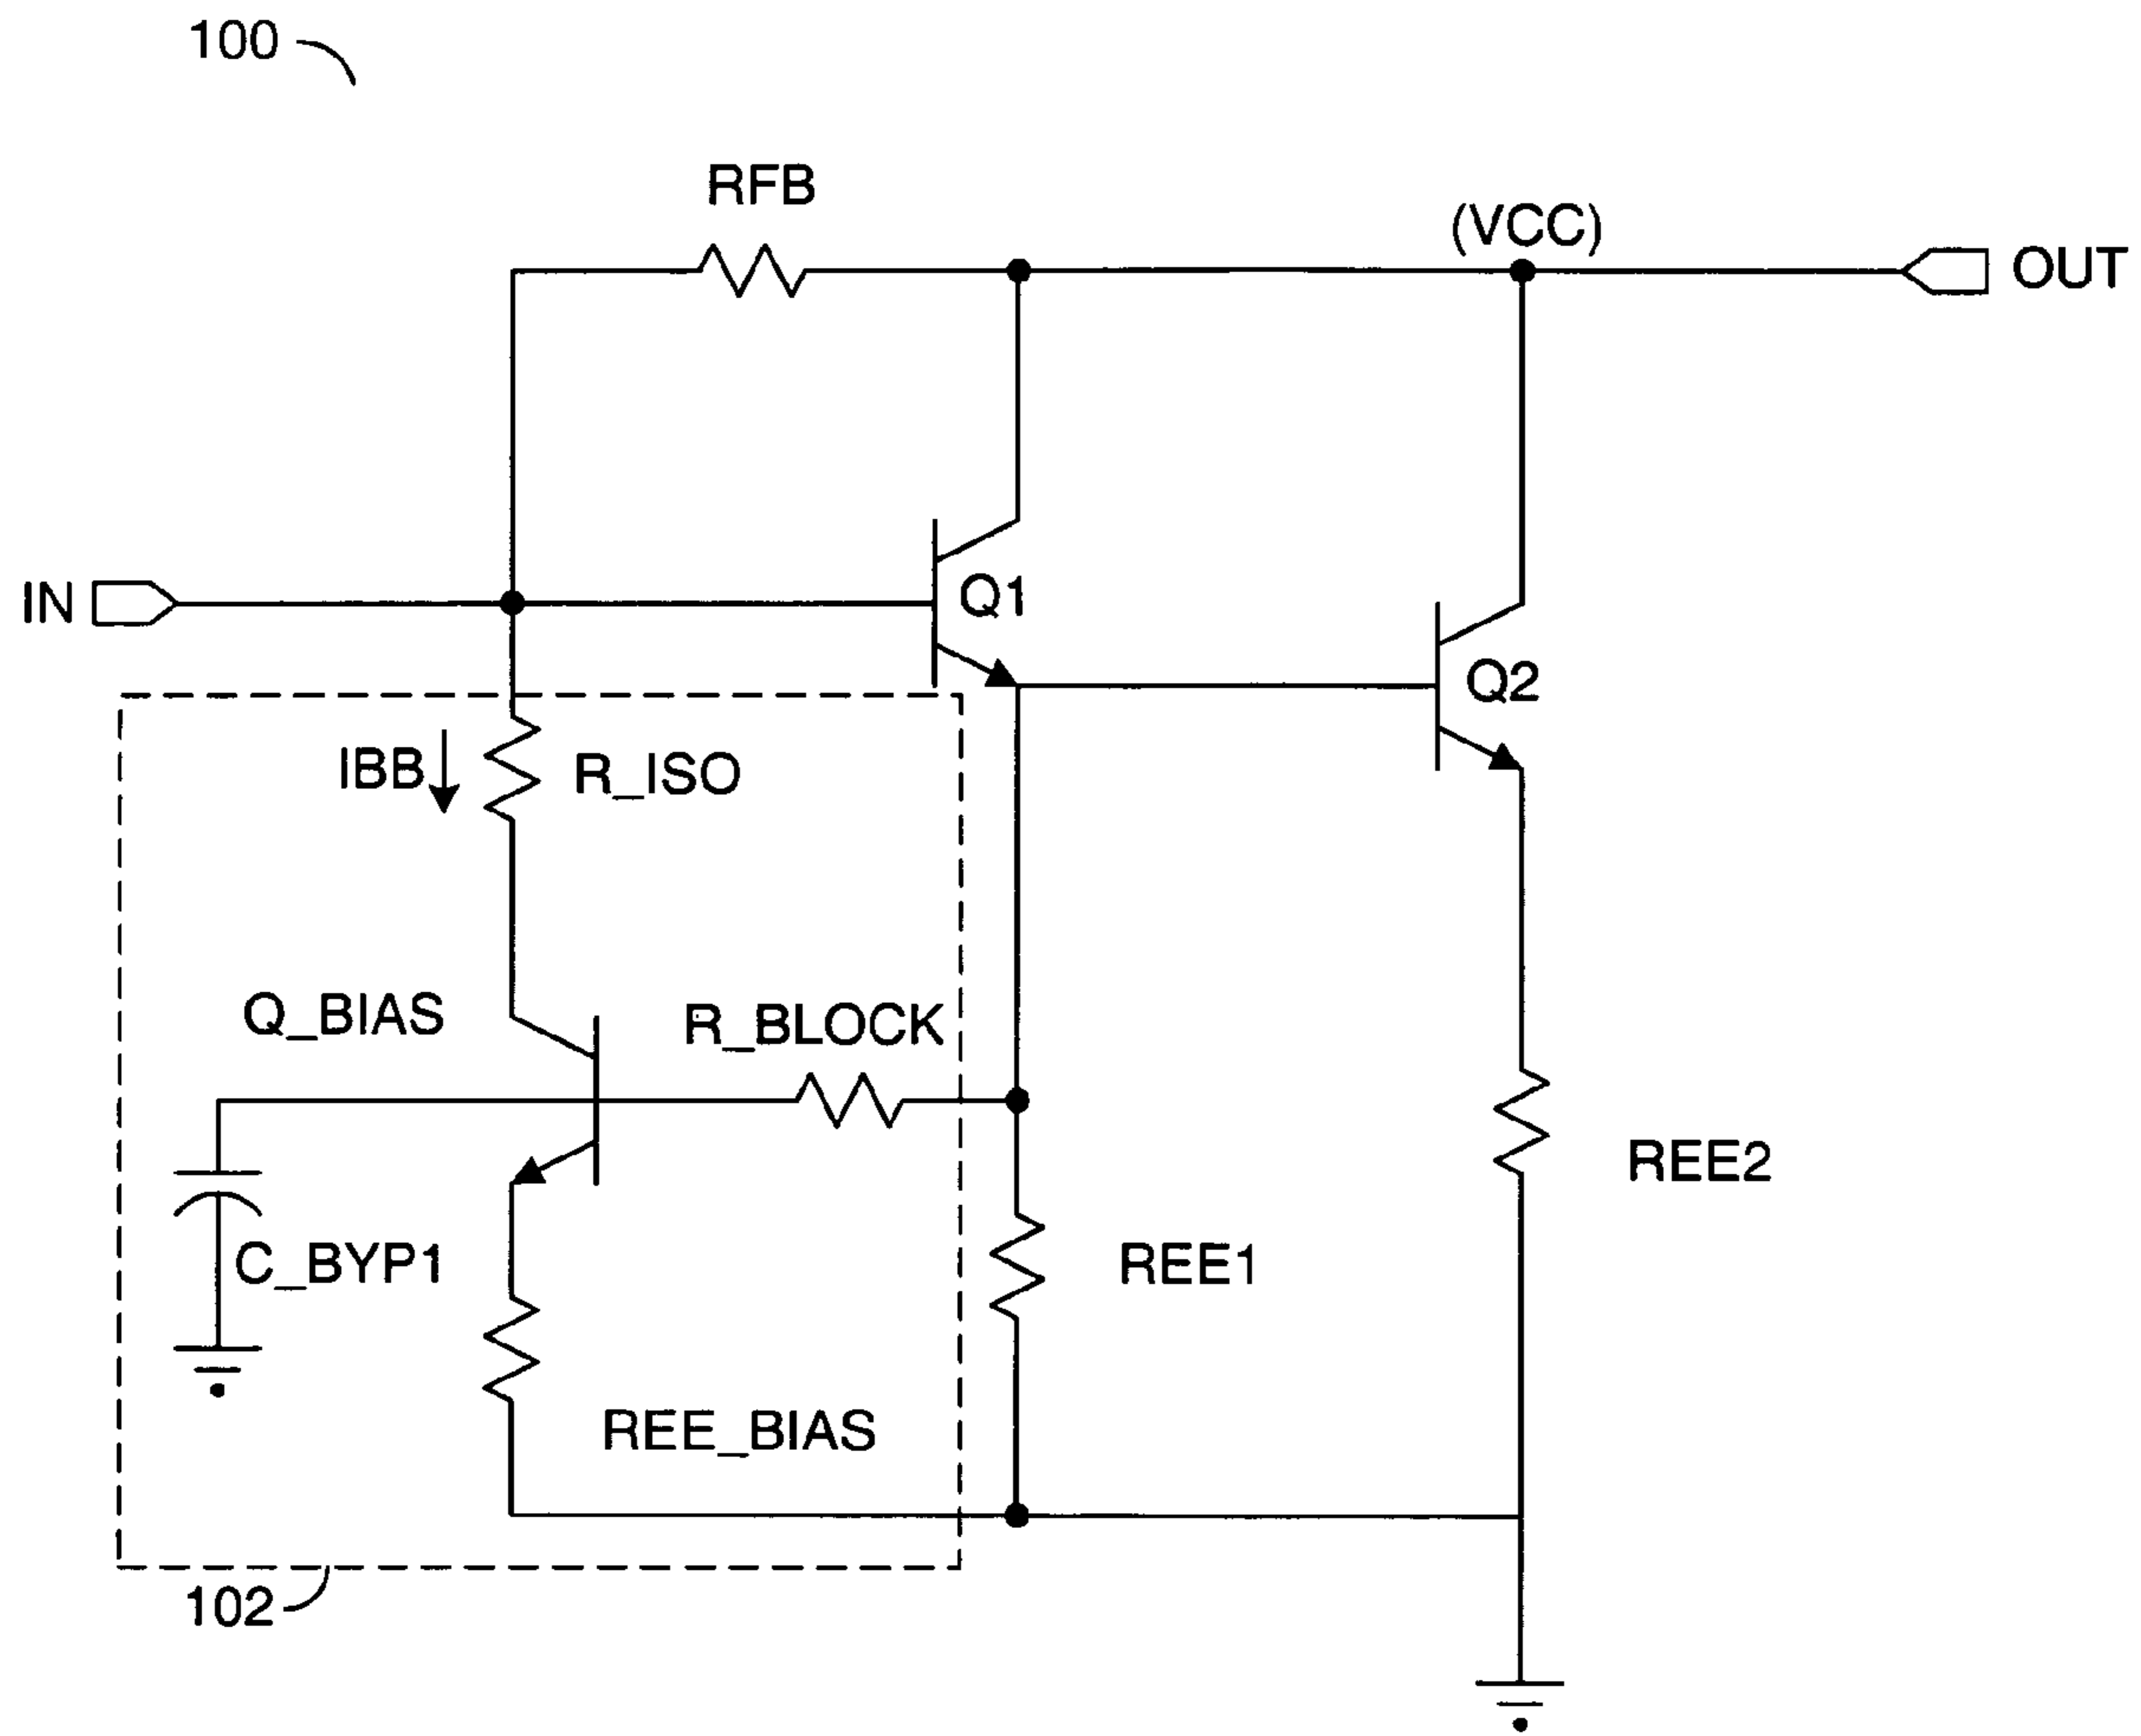 100
RFB
(VCC)
OUT
IN
Q1
Q2
IBB
R_ISO
Q_BIAS
R_BLOCK
REE2
C_BYP1
REE1
REE_BIAS
102